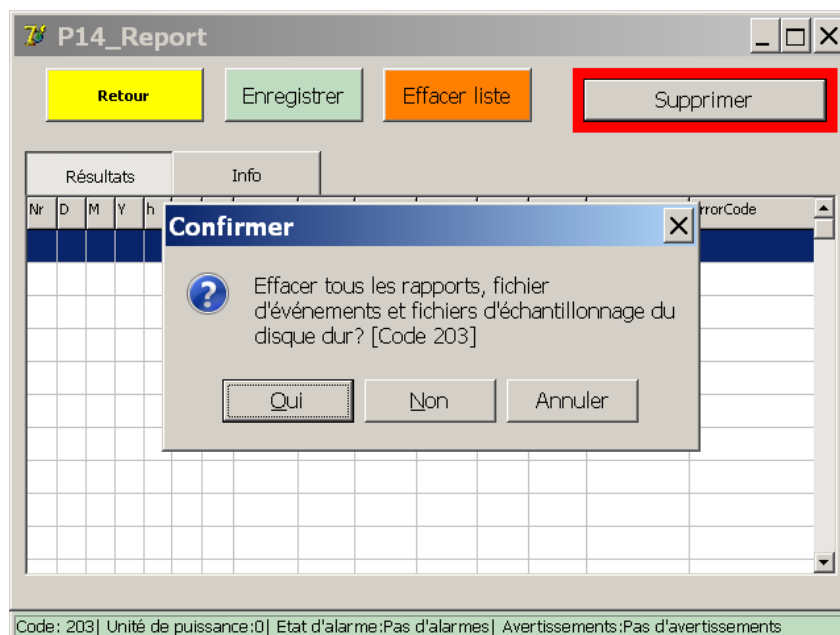 P14_Report
Retour Enregistrer Effacer liste Supprimer
Résultats Info
Nr D M Y h rrorCode
Confirmer
Effacer tous les rapports, fichier
d'événements et fichiers d'échantillonnage du
disque dur? [Code 203]
Oui Non Annuler
Code: 203| Unité de puissance:0| Etat d'alarme:Pas d'alarmes| Avertissements:Pas d'avertissements